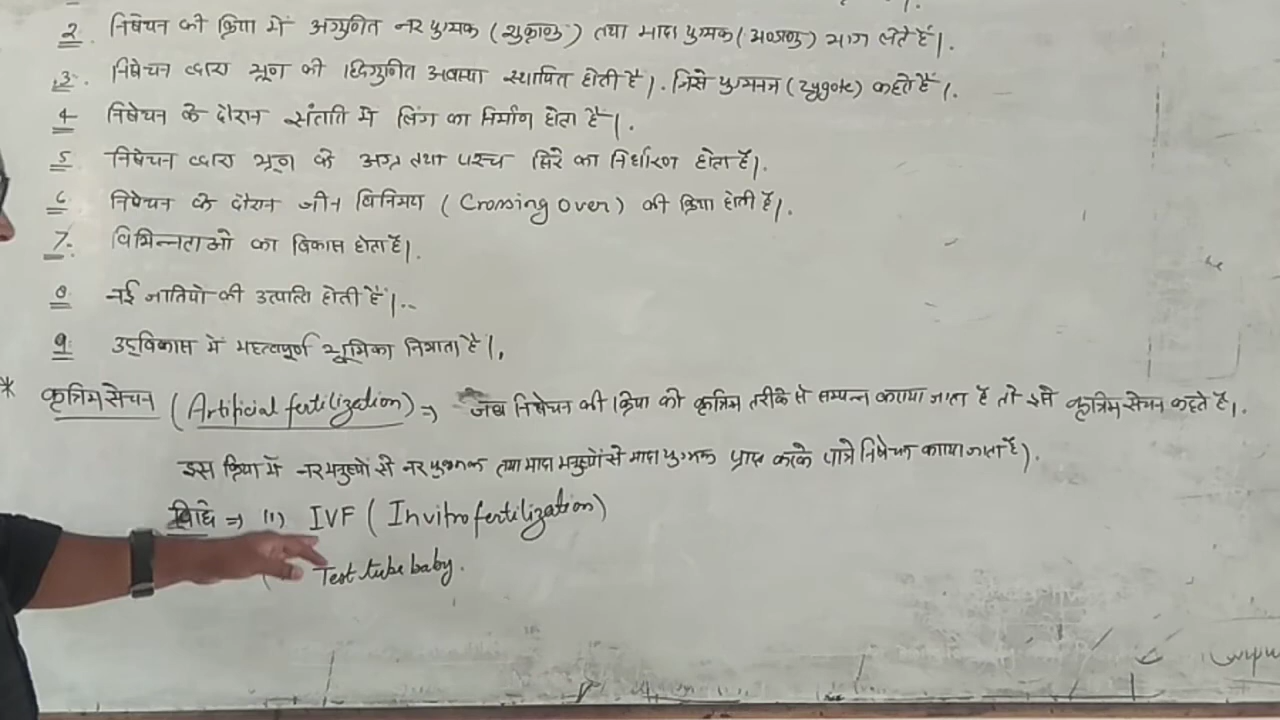 2. निषेचन की क्रिया में अगुणित नर युग्मक (शुक्राणु) तथा मादा युग्मक (अण्डाणु) भाग लेते हैं।.
3. निषेचन द्वारा भ्रूण की द्विगुणित अवस्था स्थापित होती है।. जिसे युग्मनज (Zygote) कहते हैं।.
4 निषेचन के दौरान संतति में लिंग का निर्माण होता है।.
5 निषेचन द्वारा भ्रूण के अग्र तथा पश्च सिरे का निर्धारण होता है।.
6 निषेचन के दौरान जीन विनिमय (Crossing Over) की क्रिया होती है।.
7. विभिन्नताओ का विकास होता है।.
8. नई जातियो की उत्पत्ति होती है।..
9. उद्विकास में महत्वपूर्ण भूमिका निभाता है।.
* कृत्रिम सेचन (Artificial fertilization) => जब निषेचन की क्रिया को कृत्रिम तरीके से सम्पन्न कराया जाता है तो इसे कृत्रिम सेचन कहते है।.
इस क्रिया में नर मनुष्यों से नर युग्मक तथा मादा मनुष्यों से मादा युग्मक प्राप्त करके पात्रे निषेचन कराया जाता है।.
विधि => (1) IVF (Invitro fertilization)
Test tube baby.